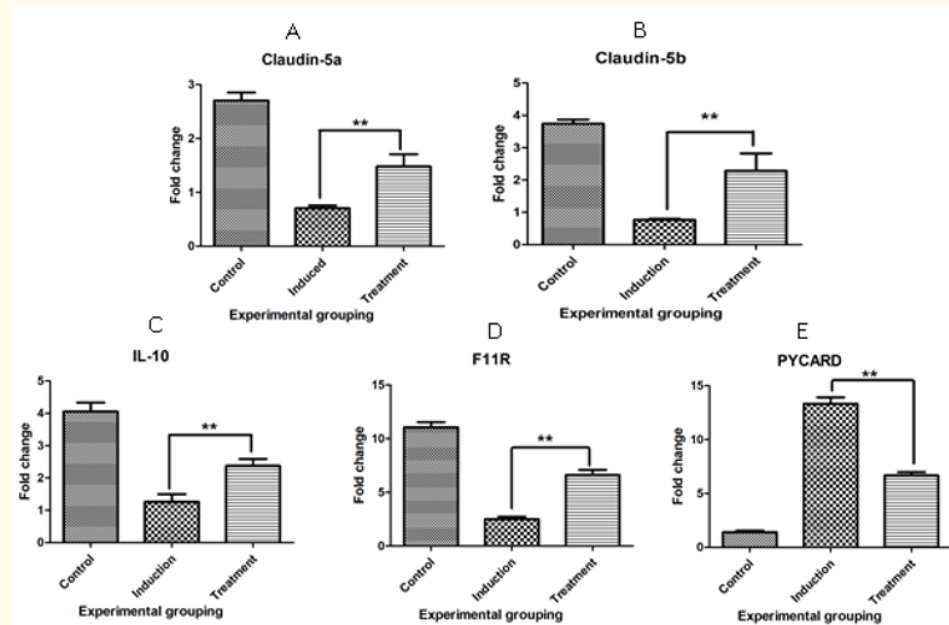 A
Claudin-5a
Fold change
3
2
1
0
**
Control
Induced
Treatment
Experimental grouping
B
Claudin-5b
Fold change
5
4
3
2
1
0
**
Control
Induction
Treatment
Experimental grouping
C
IL-10
Fold change
5
4
3
2
1
0
**
Control
Induction
Treatment
Experimental grouping
D
F11R
Fold change
15
10
5
0
**
Control
Induction
Treatment
Experimental grouping
E
PYCARD
Fold change
15
10
5
0
**
Control
Induction
Treatment
Experimental grouping